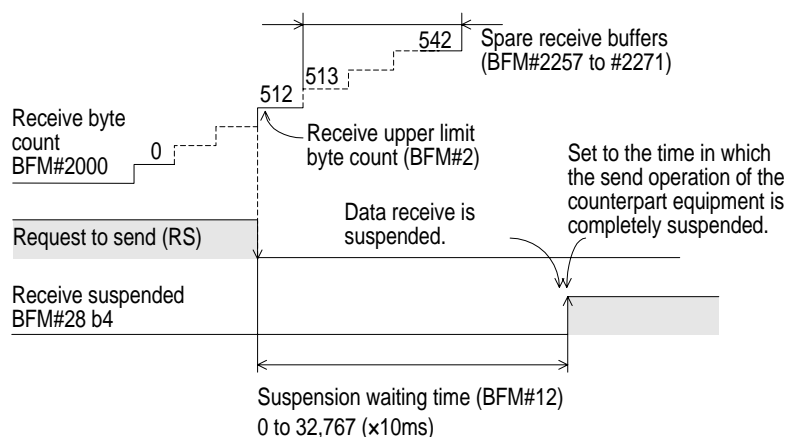 542
Spare receive buffers
(BFM#2257 to #2271)
513
512
Receive byte
count
BFM#2000
0
Receive upper limit
byte count (BFM#2)
Set to the time in which
the send operation of the
counterpart equipment is
completely suspended.
Data receive is
suspended.
Request to send (RS)
Receive suspended
BFM#28 b4
Suspension waiting time (BFM#12)
0 to 32,767 (×10ms)